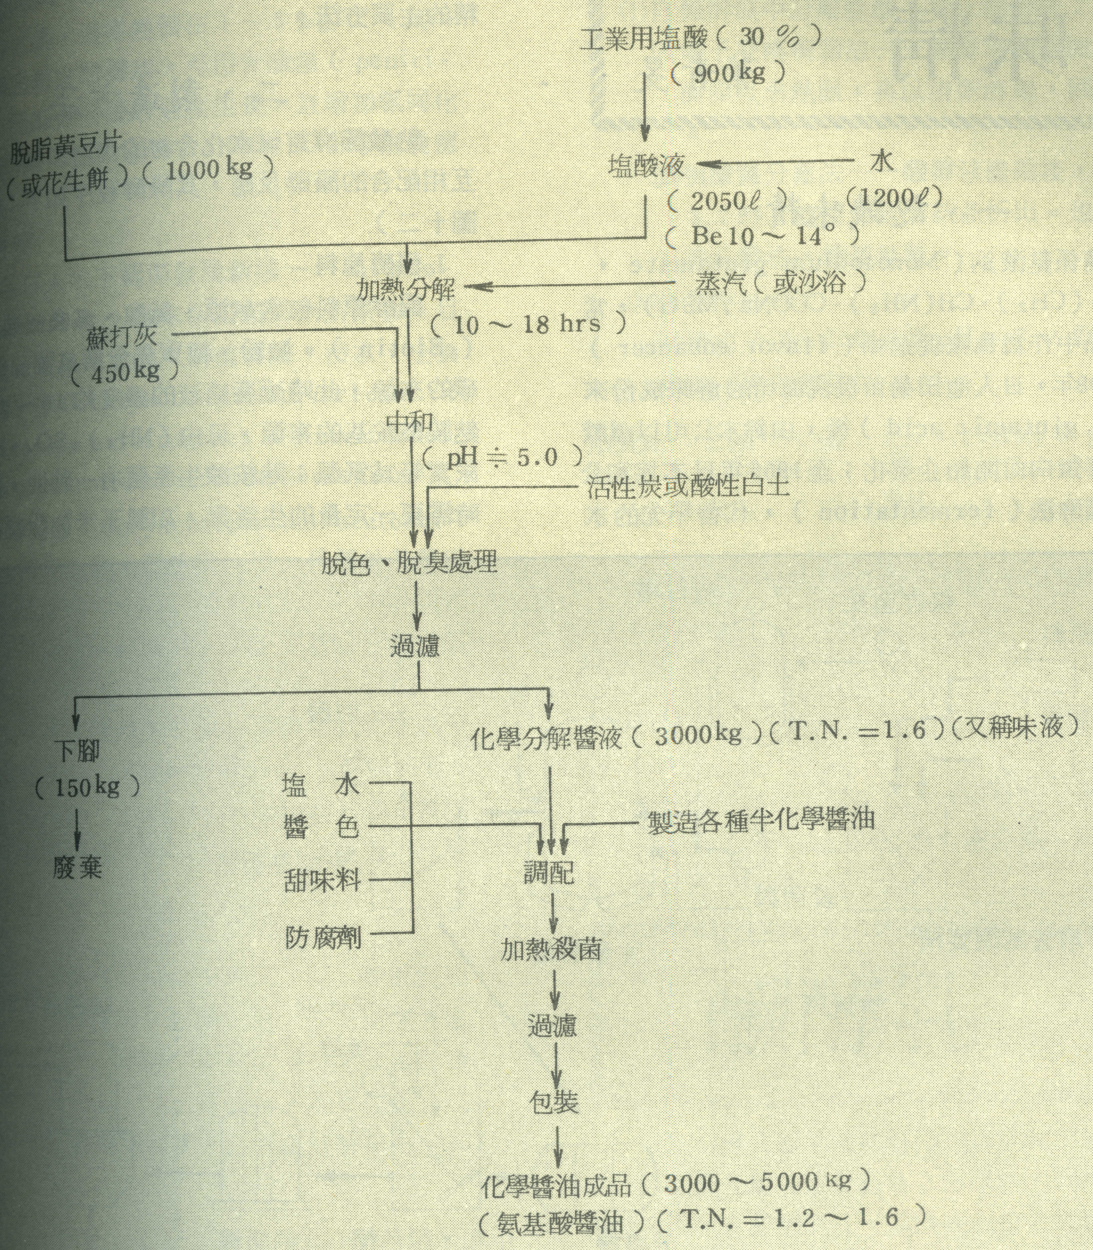 工業用塩酸(30％)
(900kg)
脫脂黃豆片
(或花生餅)(1000kg)
塩酸液
水
(2050ℓ)
(1200ℓ)
(Be10～14°)
加熱分解
蒸汽(或沙浴)
(10～18 hrs)
蘇打灰
(450kg)
中和
(pH≒5.0)
活性炭或酸性白土
脫色、脫臭處理
過濾
下腳
(150kg)
廢棄
化學分解醬液(3000kg)(T.N.=1.6)(又稱味液)
塩 水
醬 色
甜味料
防腐劑
製造各種半化學醬油
調配
加熱殺菌
過濾
包裝
化學醬油成品(3000～5000kg)
(氨基酸醬油)(T.N.=1.2～1.6)